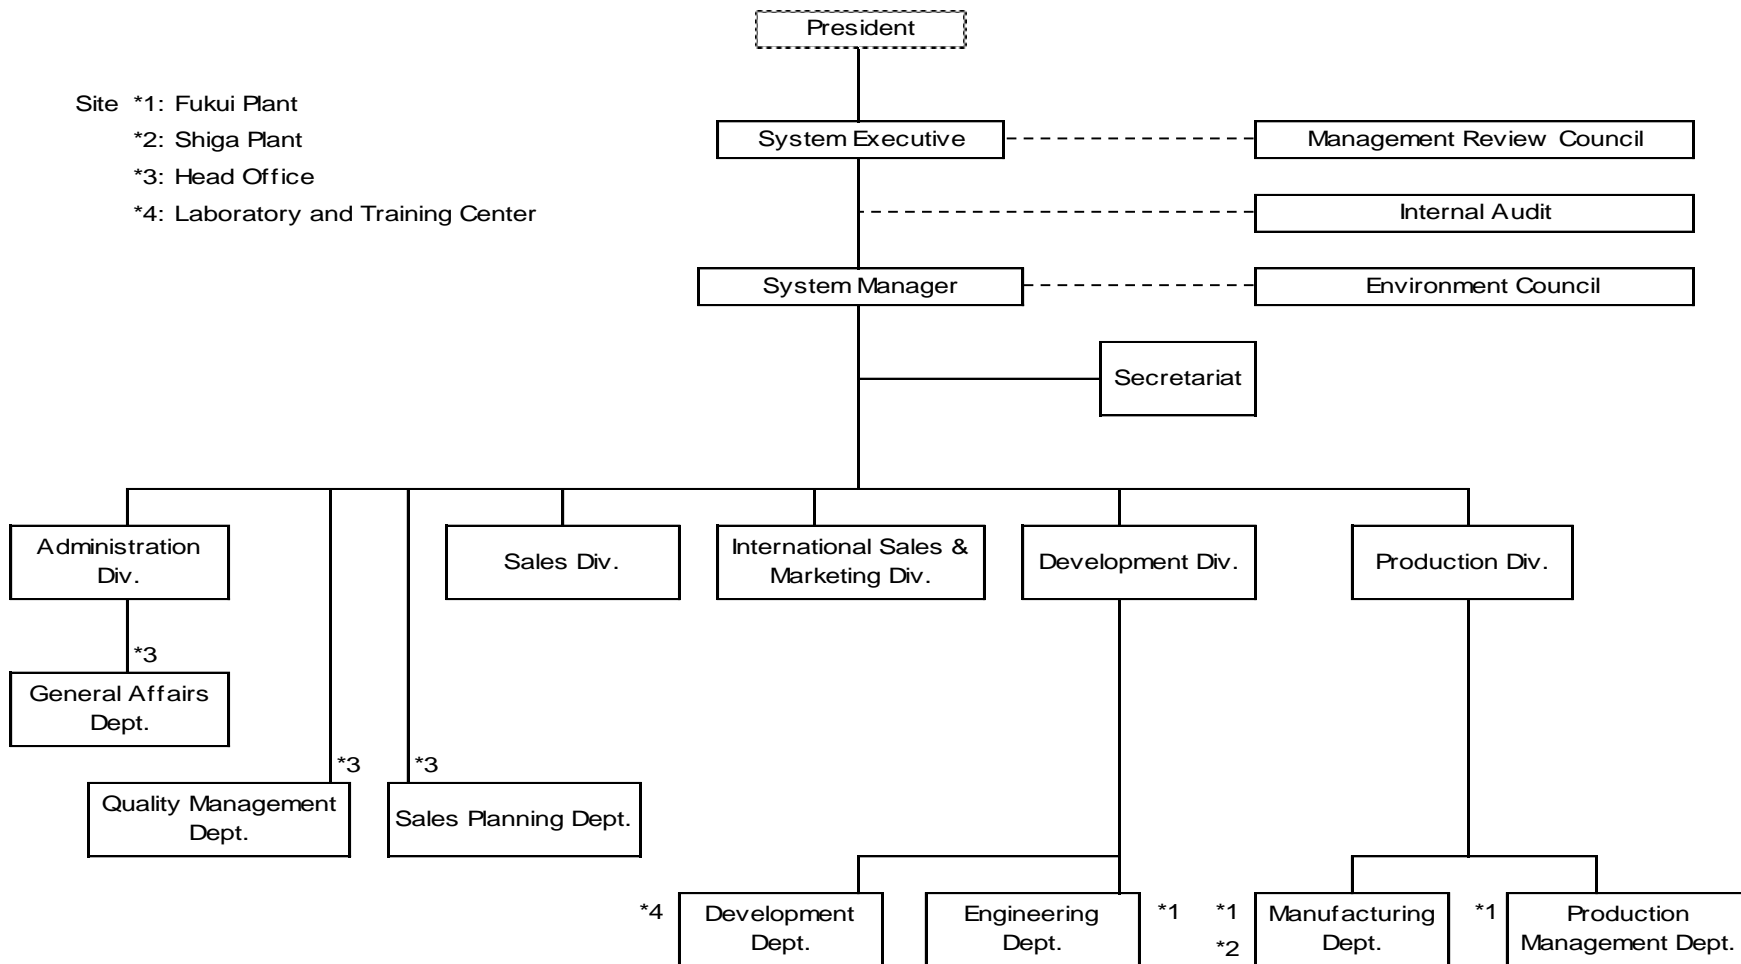 President
Site *1: Fukui Plant
*2: Shiga Plant
*3: Head Office
*4: Laboratory and Training Center
System Executive
Management Review Council
Internal Audit
System Manager
Environment Council
Secretariat
Administration
Div.
Sales Div.
International Sales &
Marketing Div.
Development Div.
Production Div.
*3
General Affairs
Dept.
*3
Quality Management
Dept.
*3
Sales Planning Dept.
*4
Development
Dept.
Engineering
Dept.
*1
*1
*2
Manufacturing
Dept.
*1
Production
Management Dept.